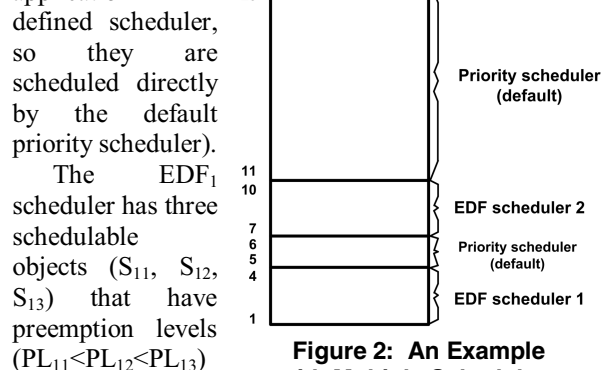 defined scheduler,
so they are
scheduled directly
by the default
priority scheduler).
The EDF₁
scheduler has three
schedulable
objects (S₁₁, S₁₂,
S₁₃) that have
preemption levels
(PL₁₁<PL₁₂<PL₁₃)
Priority scheduler
(default)
11
10
EDF scheduler 2
7
6
Priority scheduler
(default)
5
4
EDF scheduler 1
1
Figure 2: An Example